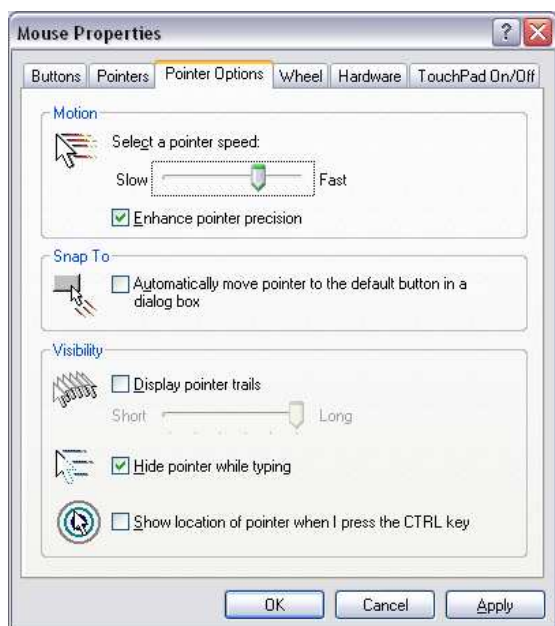 Mouse Properties
Buttons Pointers Pointer Options Wheel Hardware TouchPad On/Off
Motion
Select a pointer speed:
Slow Fast
Enhance pointer precision
Snap To
Automatically move pointer to the default button in a
dialog box
Visibility
Display pointer trails
Short Long
Hide pointer while typing
Show location of pointer when I press the CTRL key
OK Cancel Apply